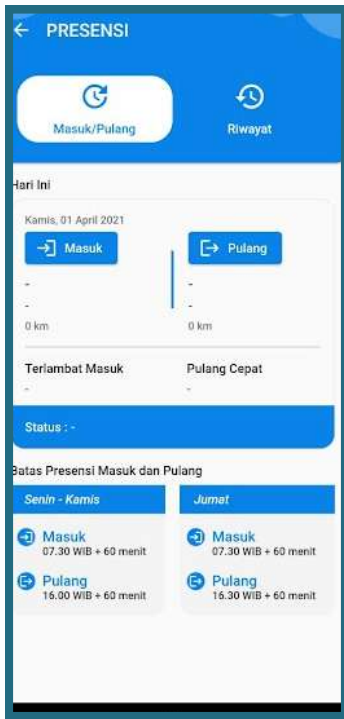 PRESENSI
Masuk/Pulang
Riwayat
Hari Ini
Kamis, 01 April 2021
Masuk
Pulang
-
-
-
-
0 km
0 km
Terlambat Masuk
Pulang Cepat
-
-
Status : -
Batas Presensi Masuk dan Pulang
Senin - Kamis
Jumat
Masuk
07.30 WIB + 60 menit
Pulang
16.00 WIB + 60 menit
Masuk
07.30 WIB + 60 menit
Pulang
16.30 WIB + 60 menit